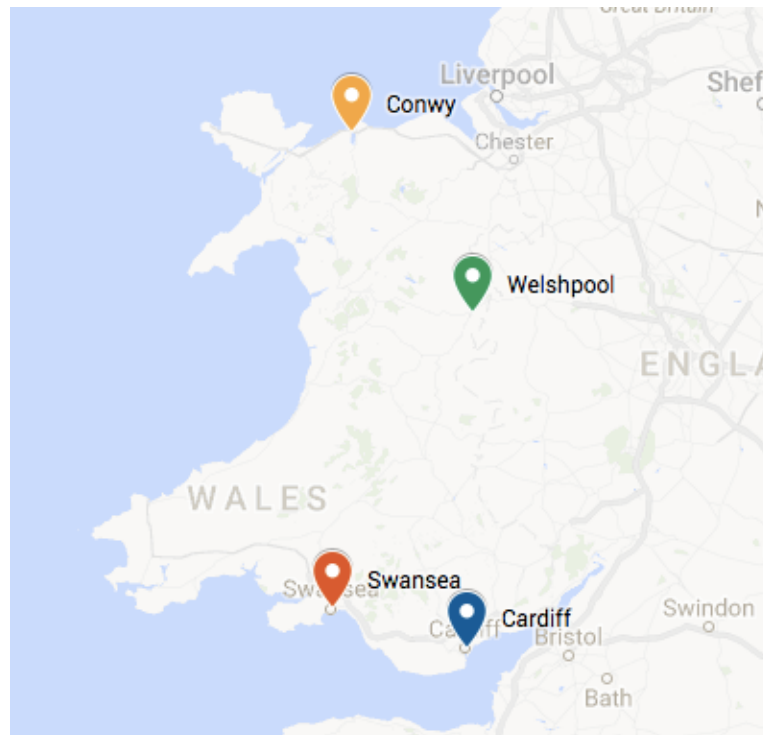 Great Britain
Liverpool
Shef
Conwy
Chester
Welshpool
ENGLA
WALES
Swansea
Swansea
Cardiff
Cardiff
Swindon
Bristol
Bath